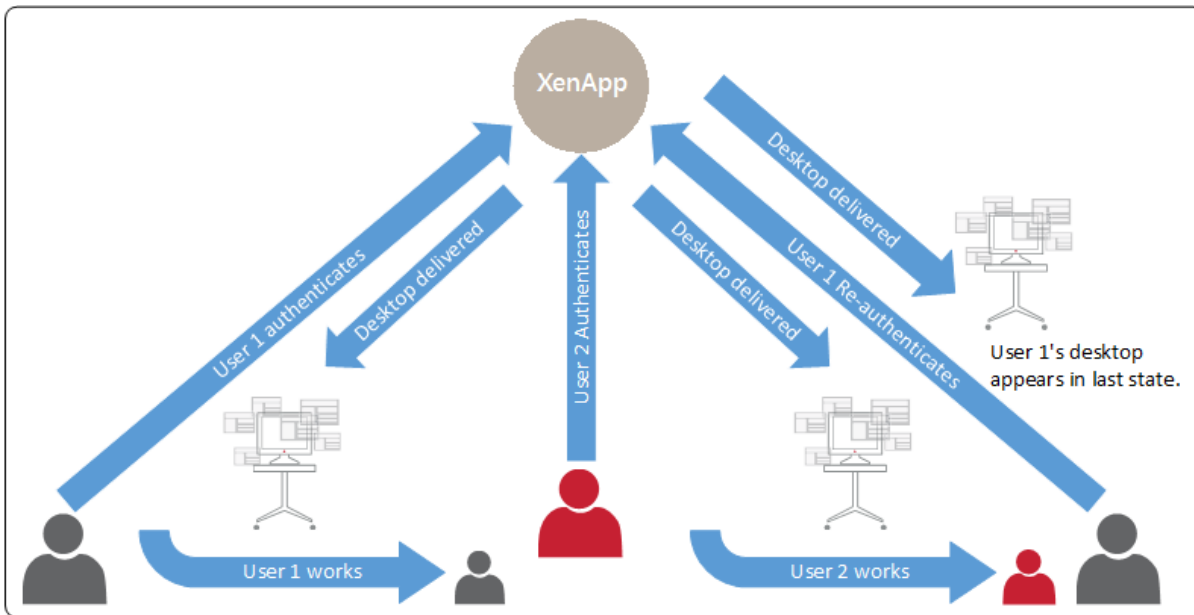 XenApp
User 1 authenticates
Desktop delivered
User 2 Authenticates
Desktop delivered
User 1 Re-authenticates
Desktop delivered
User 1's desktop
appears in last state.
User 1 works
User 2 works